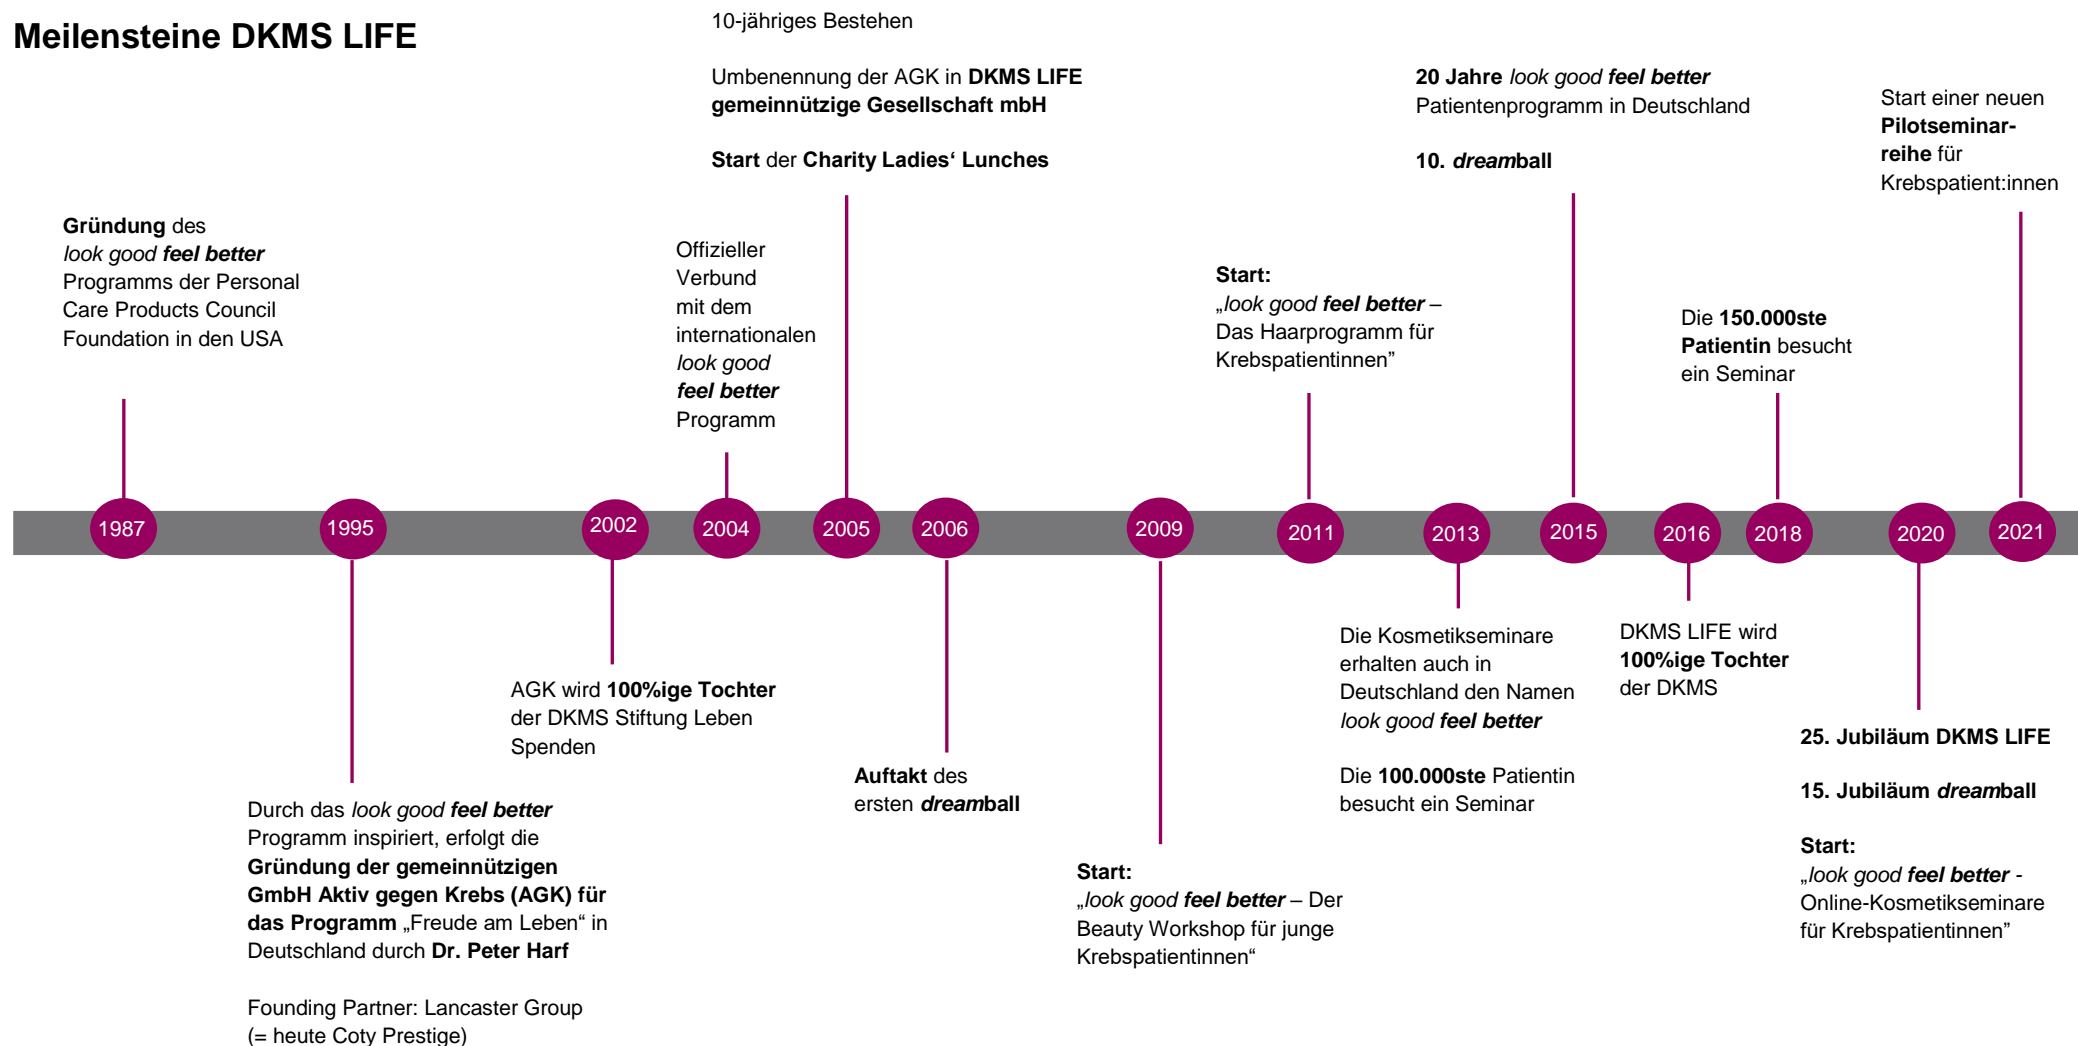 Meilensteine DKMS LIFE
Gründung des
look good feel better
Programms der Personal
Care Products Council
Foundation in den USA
Offizieller
Verbund
mit dem
internationalen
look good
feel better
Programm
10-jähriges Bestehen
Umbenennung der AGK in DKMS LIFE
gemeinnützige Gesellschaft mbH
Start der Charity Ladies‘ Lunches
Start:
„look good feel better –
Das Haarprogramm für
Krebspatientinnen”
20 Jahre look good feel better
Patientenprogramm in Deutschland
10. dreamball
Die 150.000ste
Patientin besucht
ein Seminar
Start einer neuen
Pilotseminar-
reihe für
Krebspatient:innen
1987
1995
2002
2004
2005
2006
2009
2011
2013
2015
2016
2018
2020
2021
Durch das look good feel better
Programm inspiriert, erfolgt die
Gründung der gemeinnützigen
GmbH Aktiv gegen Krebs (AGK) für
das Programm „Freude am Leben“ in
Deutschland durch Dr. Peter Harf
Founding Partner: Lancaster Group
(= heute Coty Prestige)
AGK wird 100%ige Tochter
der DKMS Stiftung Leben
Spenden
Auftakt des
ersten dreamball
Start:
„look good feel better – Der
Beauty Workshop für junge
Krebspatientinnen“
Die Kosmetikseminare
erhalten auch in
Deutschland den Namen
look good feel better
Die 100.000ste Patientin
besucht ein Seminar
DKMS LIFE wird
100%ige Tochter
der DKMS
25. Jubiläum DKMS LIFE
15. Jubiläum dreamball
Start:
„look good feel better -
Online-Kosmetikseminare
für Krebspatientinnen”